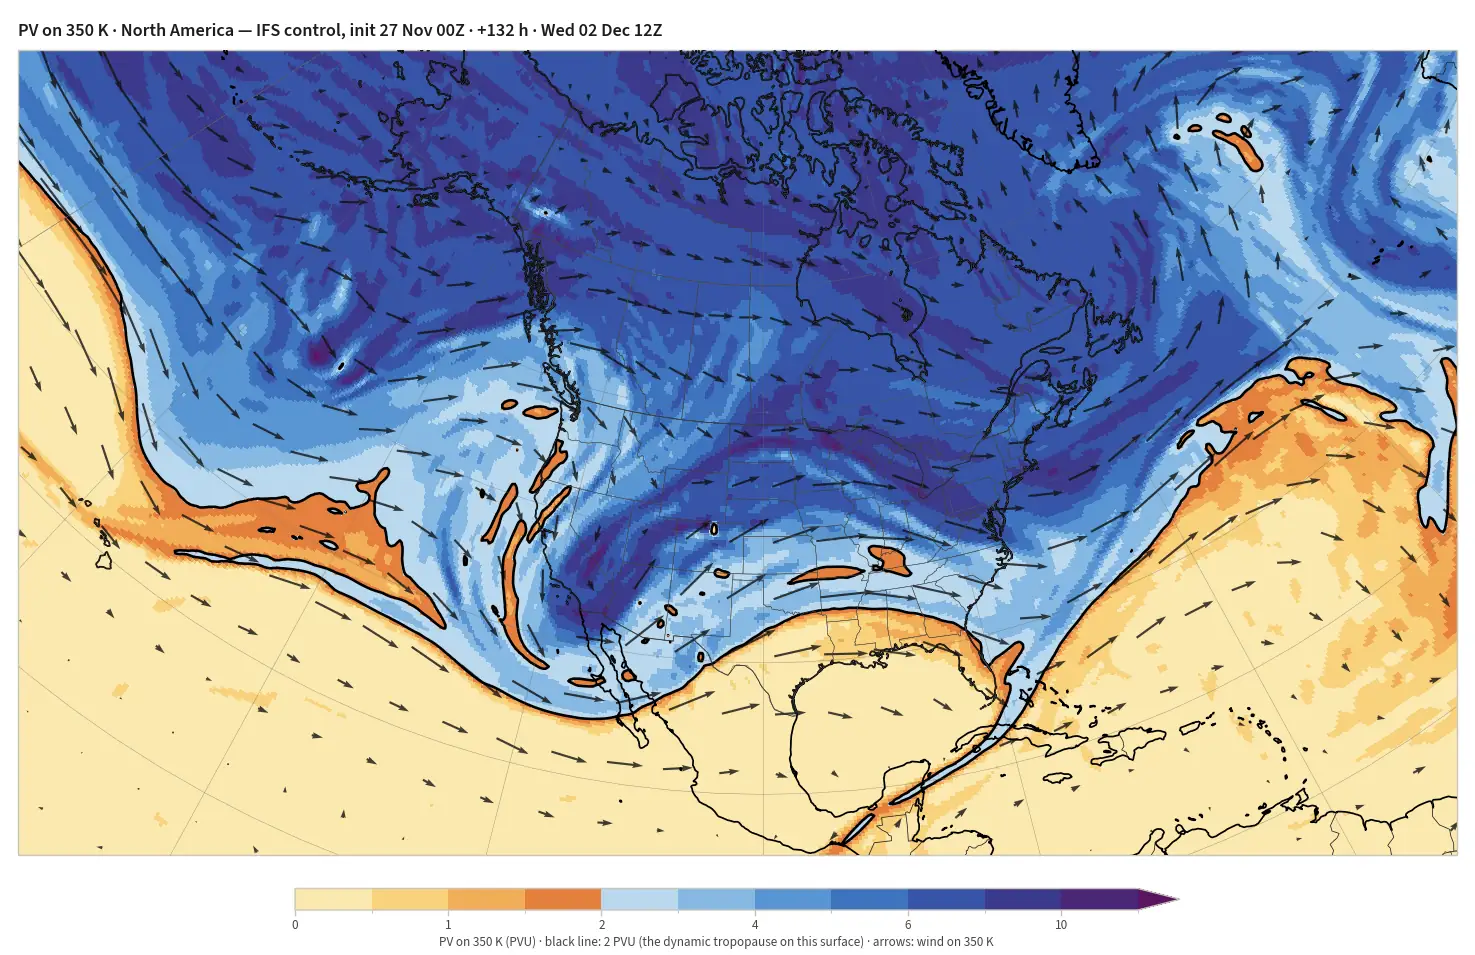 PV on 350 K · North America — IFS control, init 27 Nov 00Z · +132 h · Wed 02 Dec 12Z
0 1 2 4 6 10
PV on 350 K (PVU) · black line: 2 PVU (the dynamic tropopause on this surface) · arrows: wind on 350 K